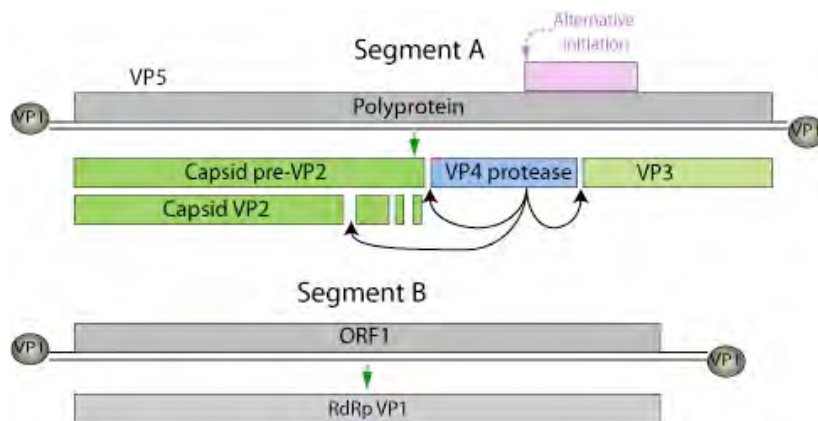 Alternative
initiation
Segment A
VP5
VP1
Polyprotein
VP1
Capsid pre-VP2
VP4 protease
VP3
Capsid VP2
Segment B
VP1
ORF1
VP1
RdRp VP1